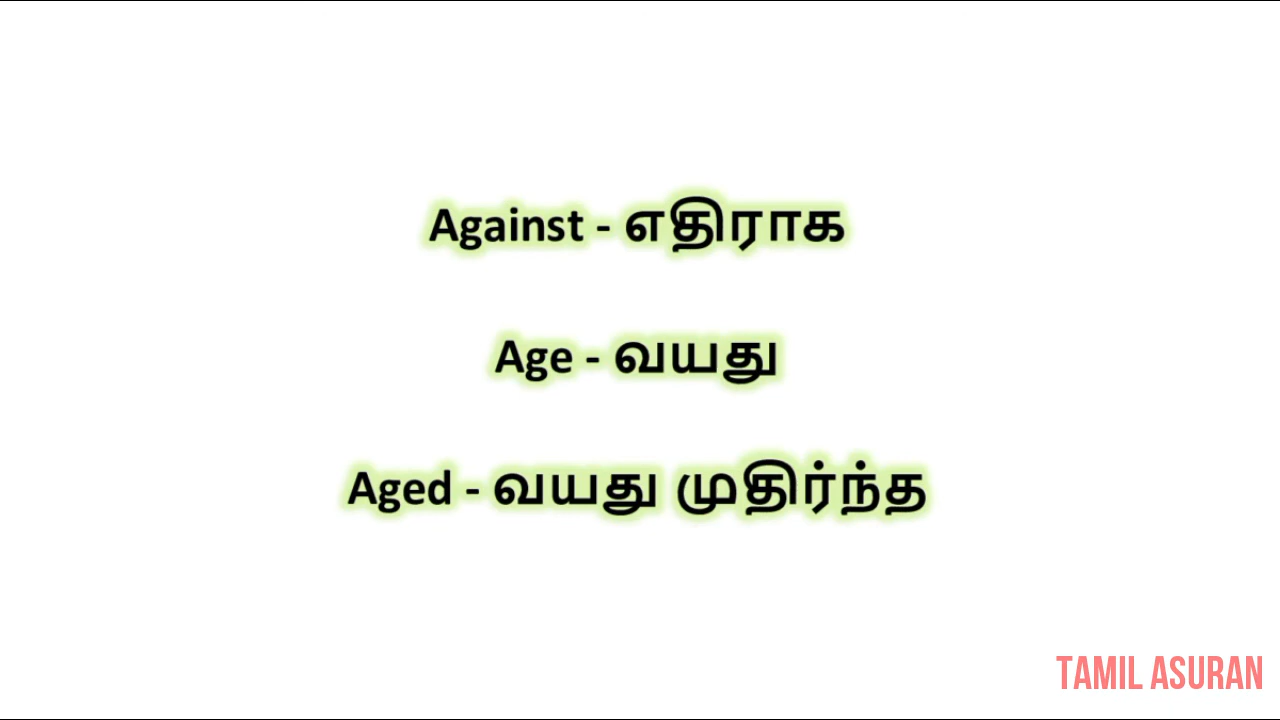 Against - எதிராக
Age - வயது
Aged - வயது முதிர்ந்த
TAMIL ASURAN